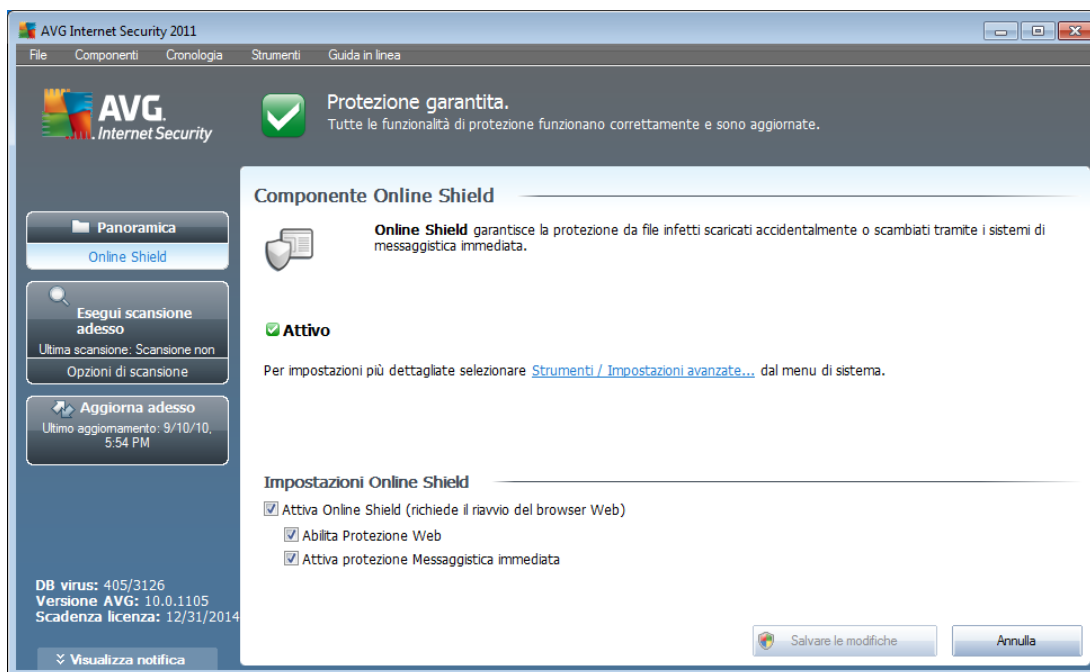 AVG Internet Security 2011
File Componenti Cronologia Strumenti Guida in linea
AVG.
Internet Security
Protezione garantita.
Tutte le funzionalità di protezione funzionano correttamente e sono aggiornate.
Panoramica
Online Shield
Esegui scansione
adesso
Ultima scansione: Scansione non
Opzioni di scansione
Aggiorna adesso
Ultimo aggiornamento: 9/10/10,
5:54 PM
DB virus: 405/3126
Versione AVG: 10.0.1105
Scadenza licenza: 12/31/2014
Visualizza notifica
Componente Online Shield
Online Shield garantisce la protezione da file infetti scaricati accidentalmente o scambiati tramite i sistemi di
messaggistica immediata.
Attivo
Per impostazioni più dettagliate selezionare Strumenti / Impostazioni avanzate... dal menu di sistema.
Impostazioni Online Shield
Attiva Online Shield (richiede il riavvio del browser Web)
Abilita Protezione Web
Attiva protezione Messaggistica immediata
Salvare le modifiche
Annulla